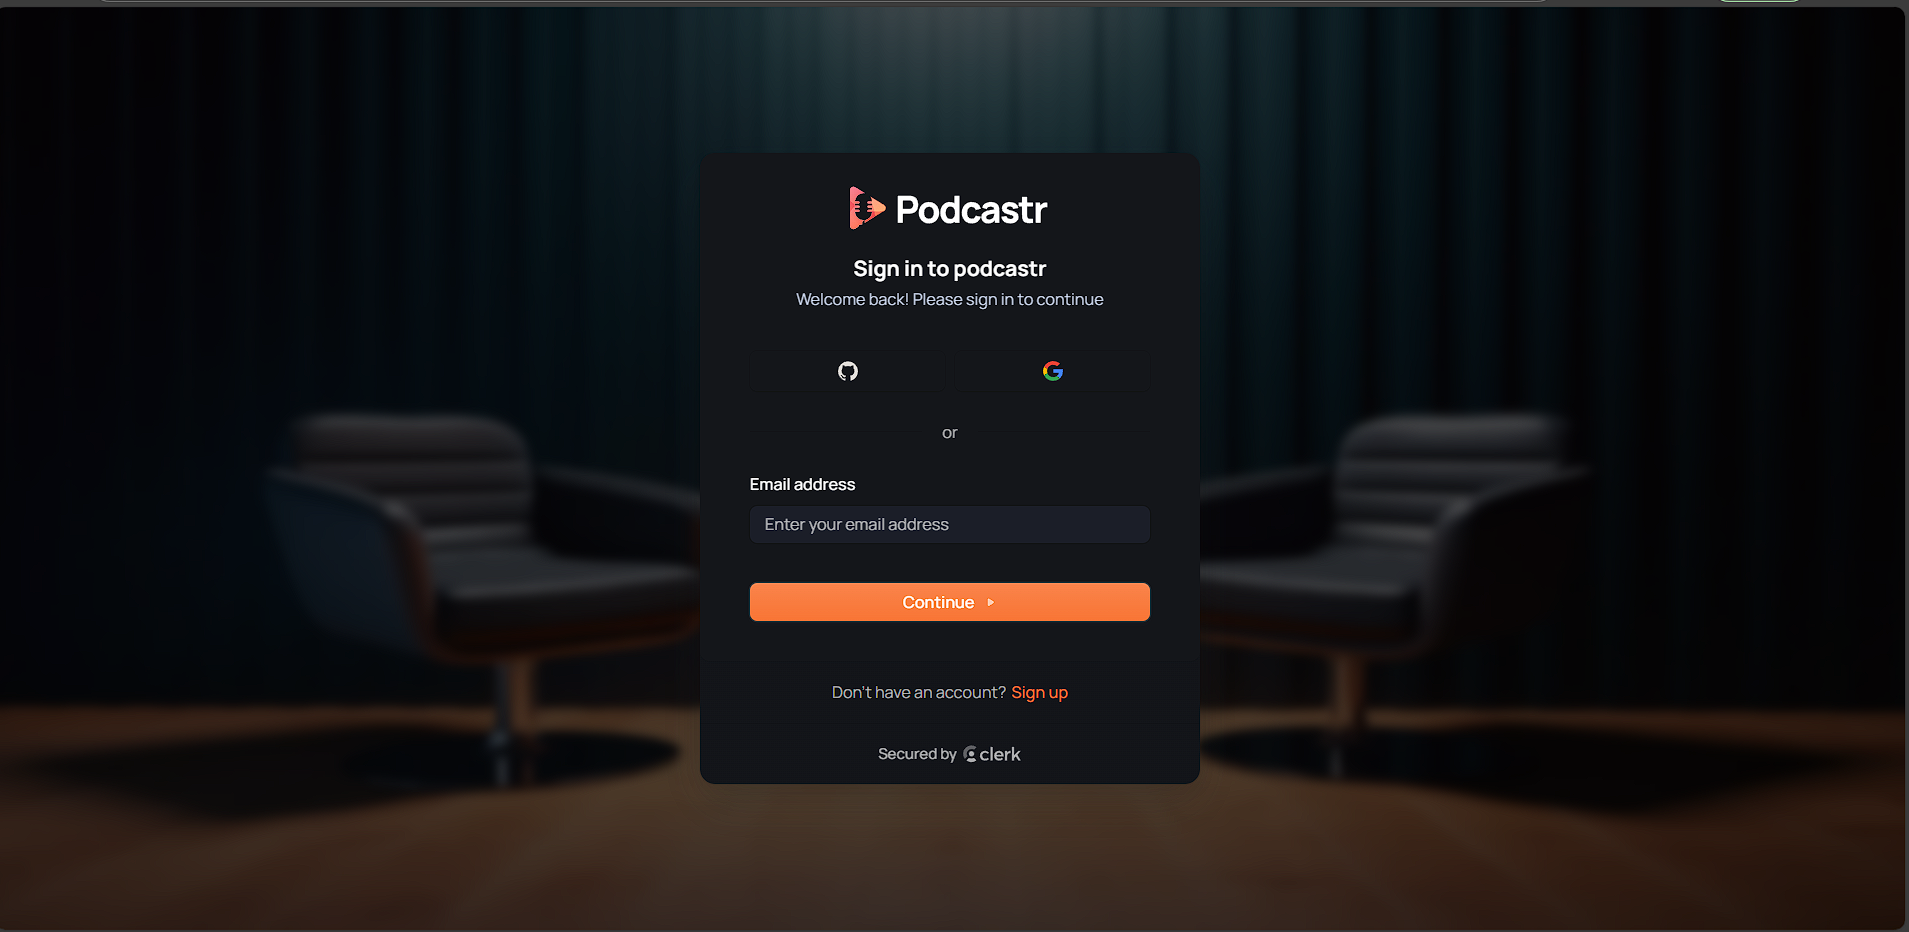 Podcastr
Sign in to podcastr
Welcome back! Please sign in to continue
or
Email address
Enter your email address
Continue
Don't have an account? Sign up
Secured by clerk